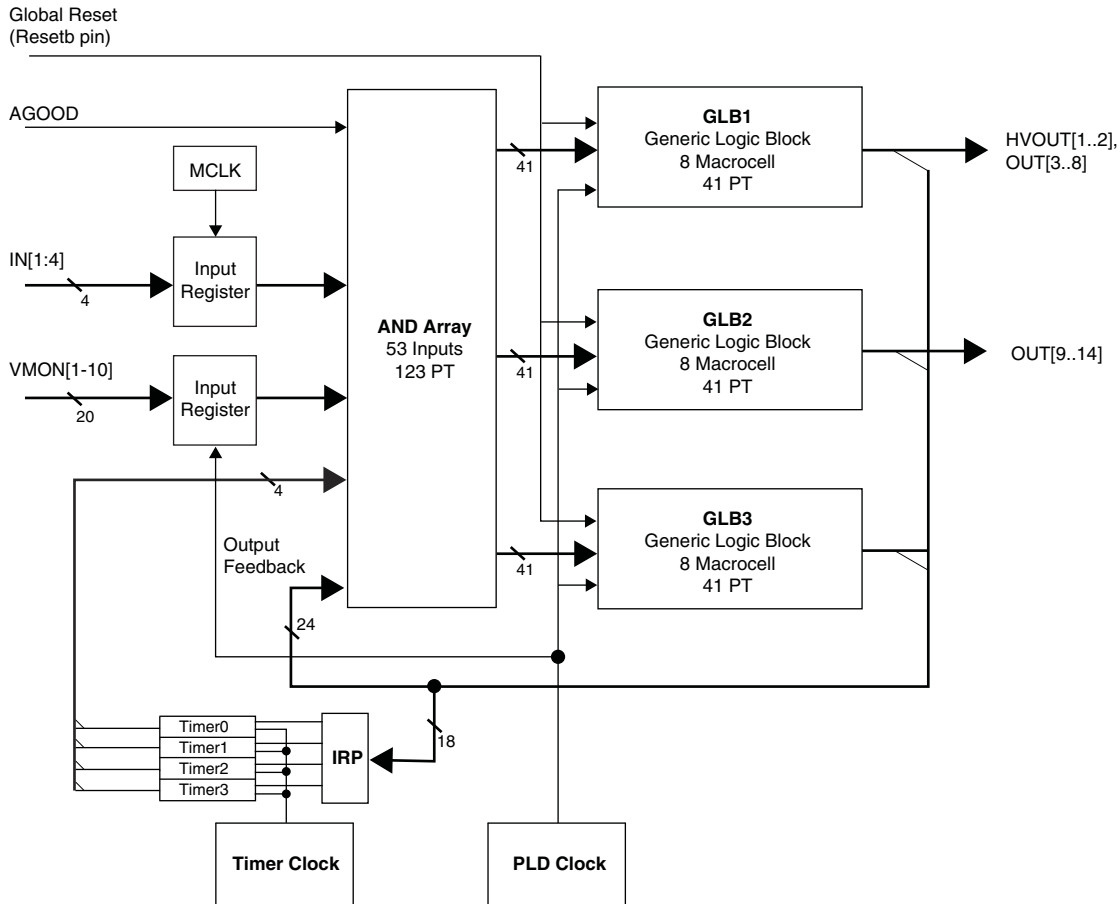 Global Reset
(Resetb pin)
AGOOD
MCLK
IN[1:4]
4
Input
Register
VMON[1-10]
20
Input
Register
4
Output
Feedback
24
AND Array
53 Inputs
123 PT
41
41
41
GLB1
Generic Logic Block
8 Macrocell
41 PT
HVOUT[1..2],
OUT[3..8]
GLB2
Generic Logic Block
8 Macrocell
41 PT
OUT[9..14]
GLB3
Generic Logic Block
8 Macrocell
41 PT
18
Timer0
Timer1
Timer2
Timer3
IRP
Timer Clock
PLD Clock